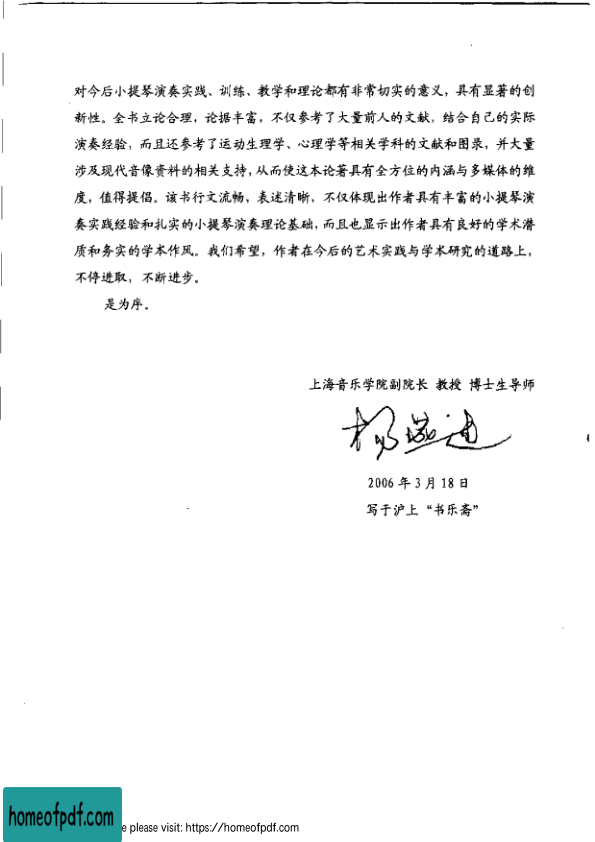 对今后小提琴演奏实践、训练、教学和理论都有非常切实的意义，具有显著的创
新性。全书立论合理，论据丰富，不仅参考了大量前人的文献，结合自己的实际
演奏经验，而且还参考了运动生理学、心理学等相关学科的文献和图录，并大量
涉及现代音像资料的相关支持，从而使这本论著具有全方位的内涵与多媒体的维
度，值得提倡。该书行文流畅，表述清晰，不仅体现出作者具有丰富的小提琴演
奏实践经验和扎实的小提琴演奏理论基础，而且也显示出作者具有良好的学术潜
质和务实的学本作风。我们希望，作者在今后的艺术实践与学本研究的道路上，
不停进取，不断进步。
是为序。
上海音乐学院副院长 教授 博士生导师
2006年3月18日
写于沪上“书乐斋”
homeofpdf.com
e please visit: https://homeofpdf.com